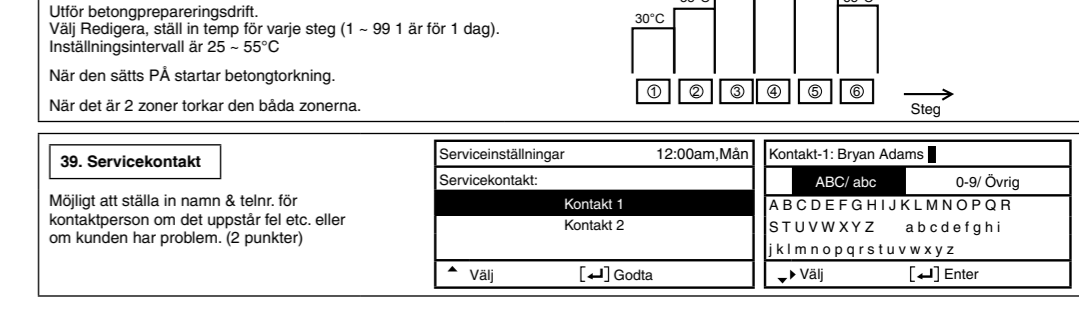 Utför betongprepareringsdrift.
Välj Redigera, ställ in temp för varje steg (1 ~ 99 1 är för 1 dag).
Inställningsintervall är 25 ~ 55°C
När den sätts PÅ startar betongtorkning.
När det är 2 zoner torkar den båda zonerna.
30°C
① ② ③ ④ ⑤ ⑥
Steg
39. Servicekontakt
Möjligt att ställa in namn & telnr. för
kontaktperson om det uppstår fel etc. eller
om kunden har problem. (2 punkter)
Serviceinställningar 12:00am,Mån
Servicekontakt:
Kontakt 1
Kontakt 2
Välj [↵] Godta
Kontakt-1: Bryan Adams
ABC/ abc 0-9/ Övrig
A B C D E F G H I J K L M N O P Q R
S T U V W X Y Z a b c d e f g h i
j k l m n o p q r s t u v w x y z
Välj [↵] Enter